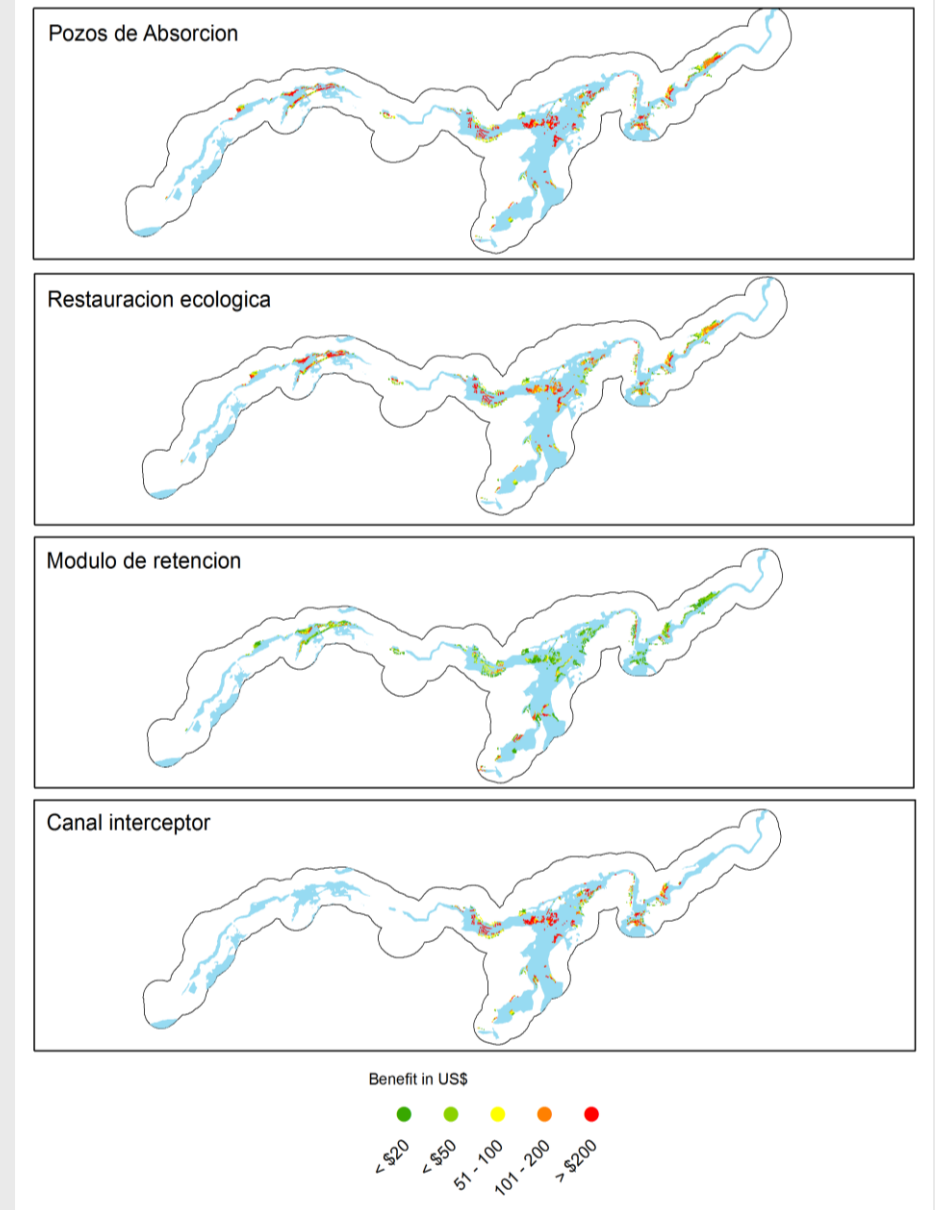 Pozos de Absorcion
Restauracion ecologica
Modulo de retencion
Canal interceptor
Benefit in US$
< $20
< $50
51 - 100
101 - 200
> $200